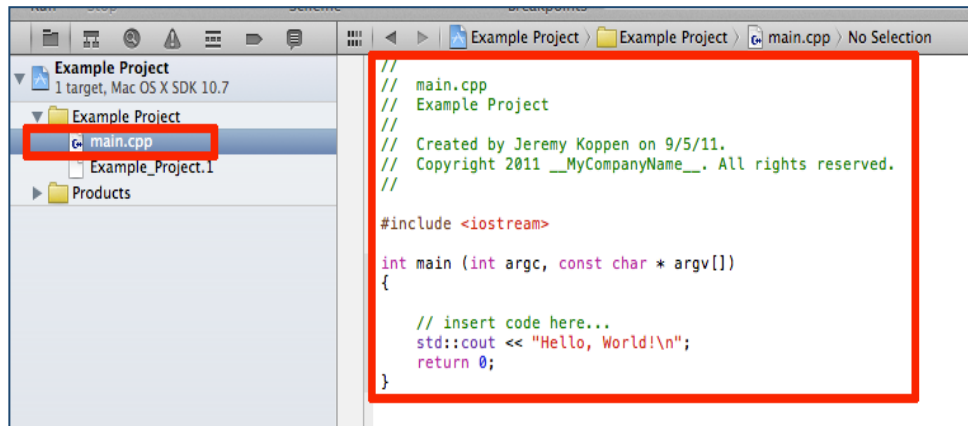 Example Project > Example Project > main.cpp > No Selection
Example Project
1 target, Mac OS X SDK 10.7
Example Project
main.cpp
Example_Project.1
Products
//
//  main.cpp
//  Example Project
//
//  Created by Jeremy Koppen on 9/5/11.
//  Copyright 2011 __MyCompanyName__. All rights reserved.
//
#include <iostream>
int main (int argc, const char * argv[])
{
    // insert code here...
    std::cout << "Hello, World!\n";
    return 0;
}